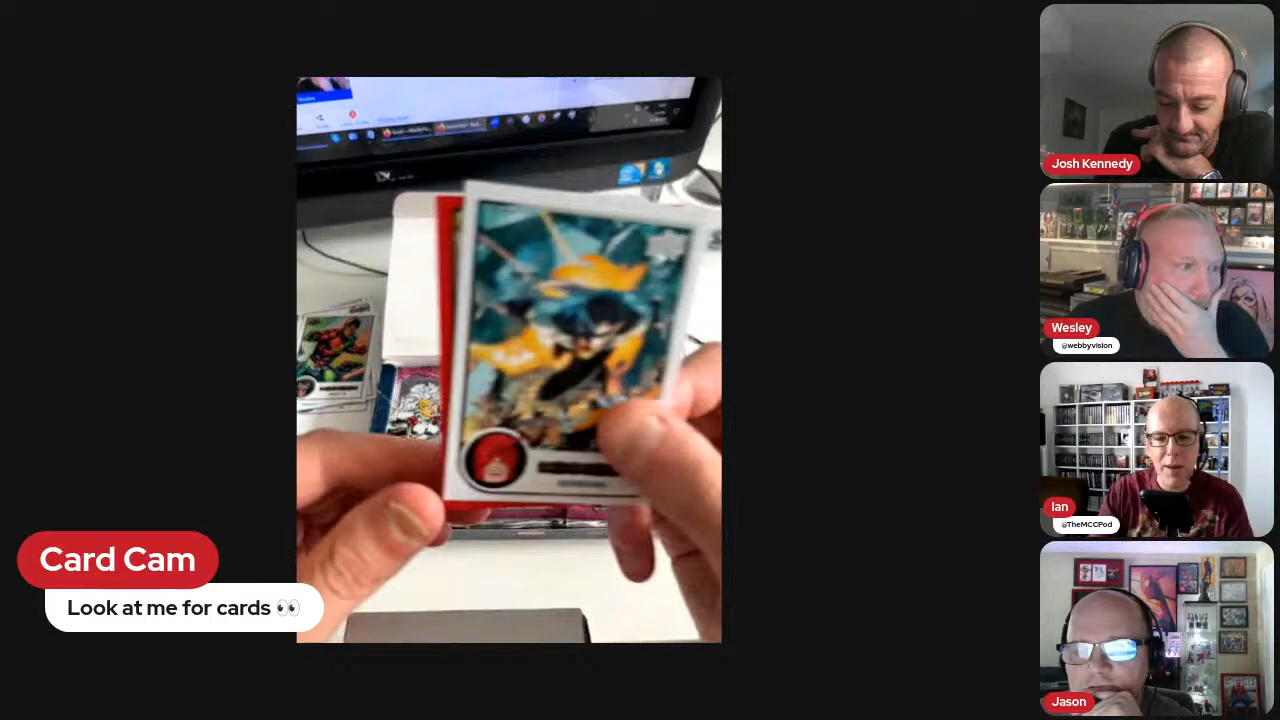 Josh Kennedy
Wesley
@webbyvision
Ian
@TheMCCPod
Jason
Card Cam
Look at me for cards 👀